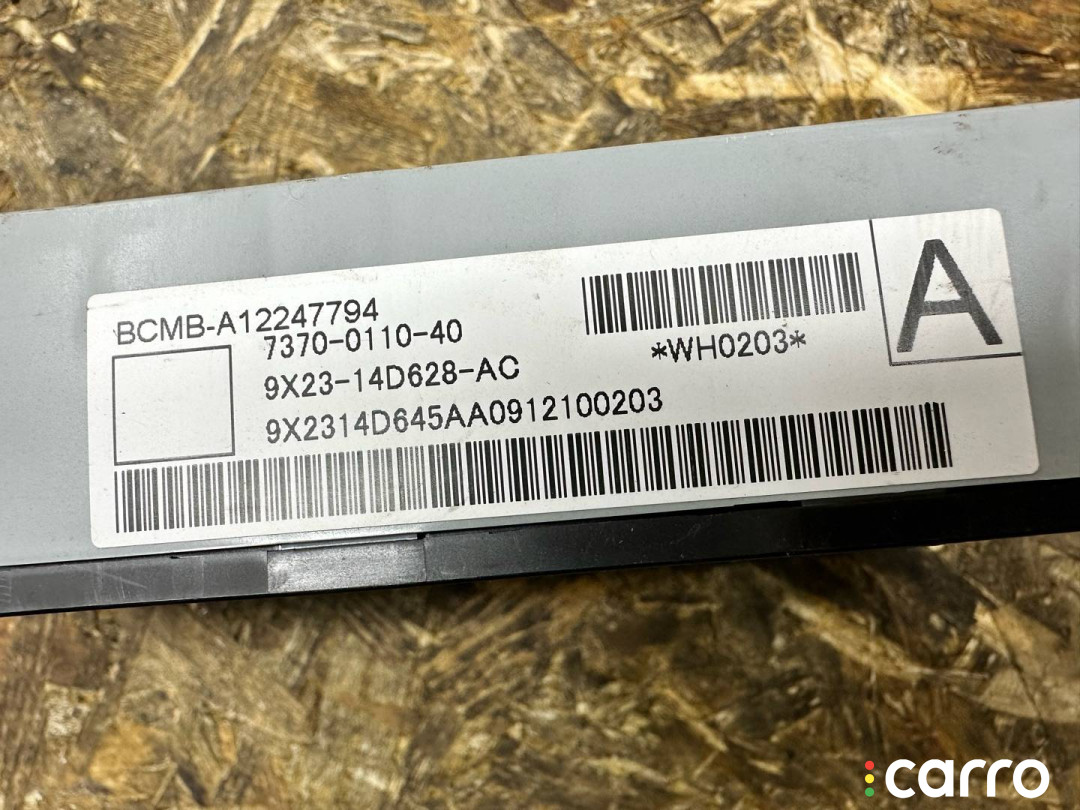 BCMB-A12247794
7370-0110-40
9X23-14D628-AC
9X2314D645AA0912100203
*WH0203*
A
carro